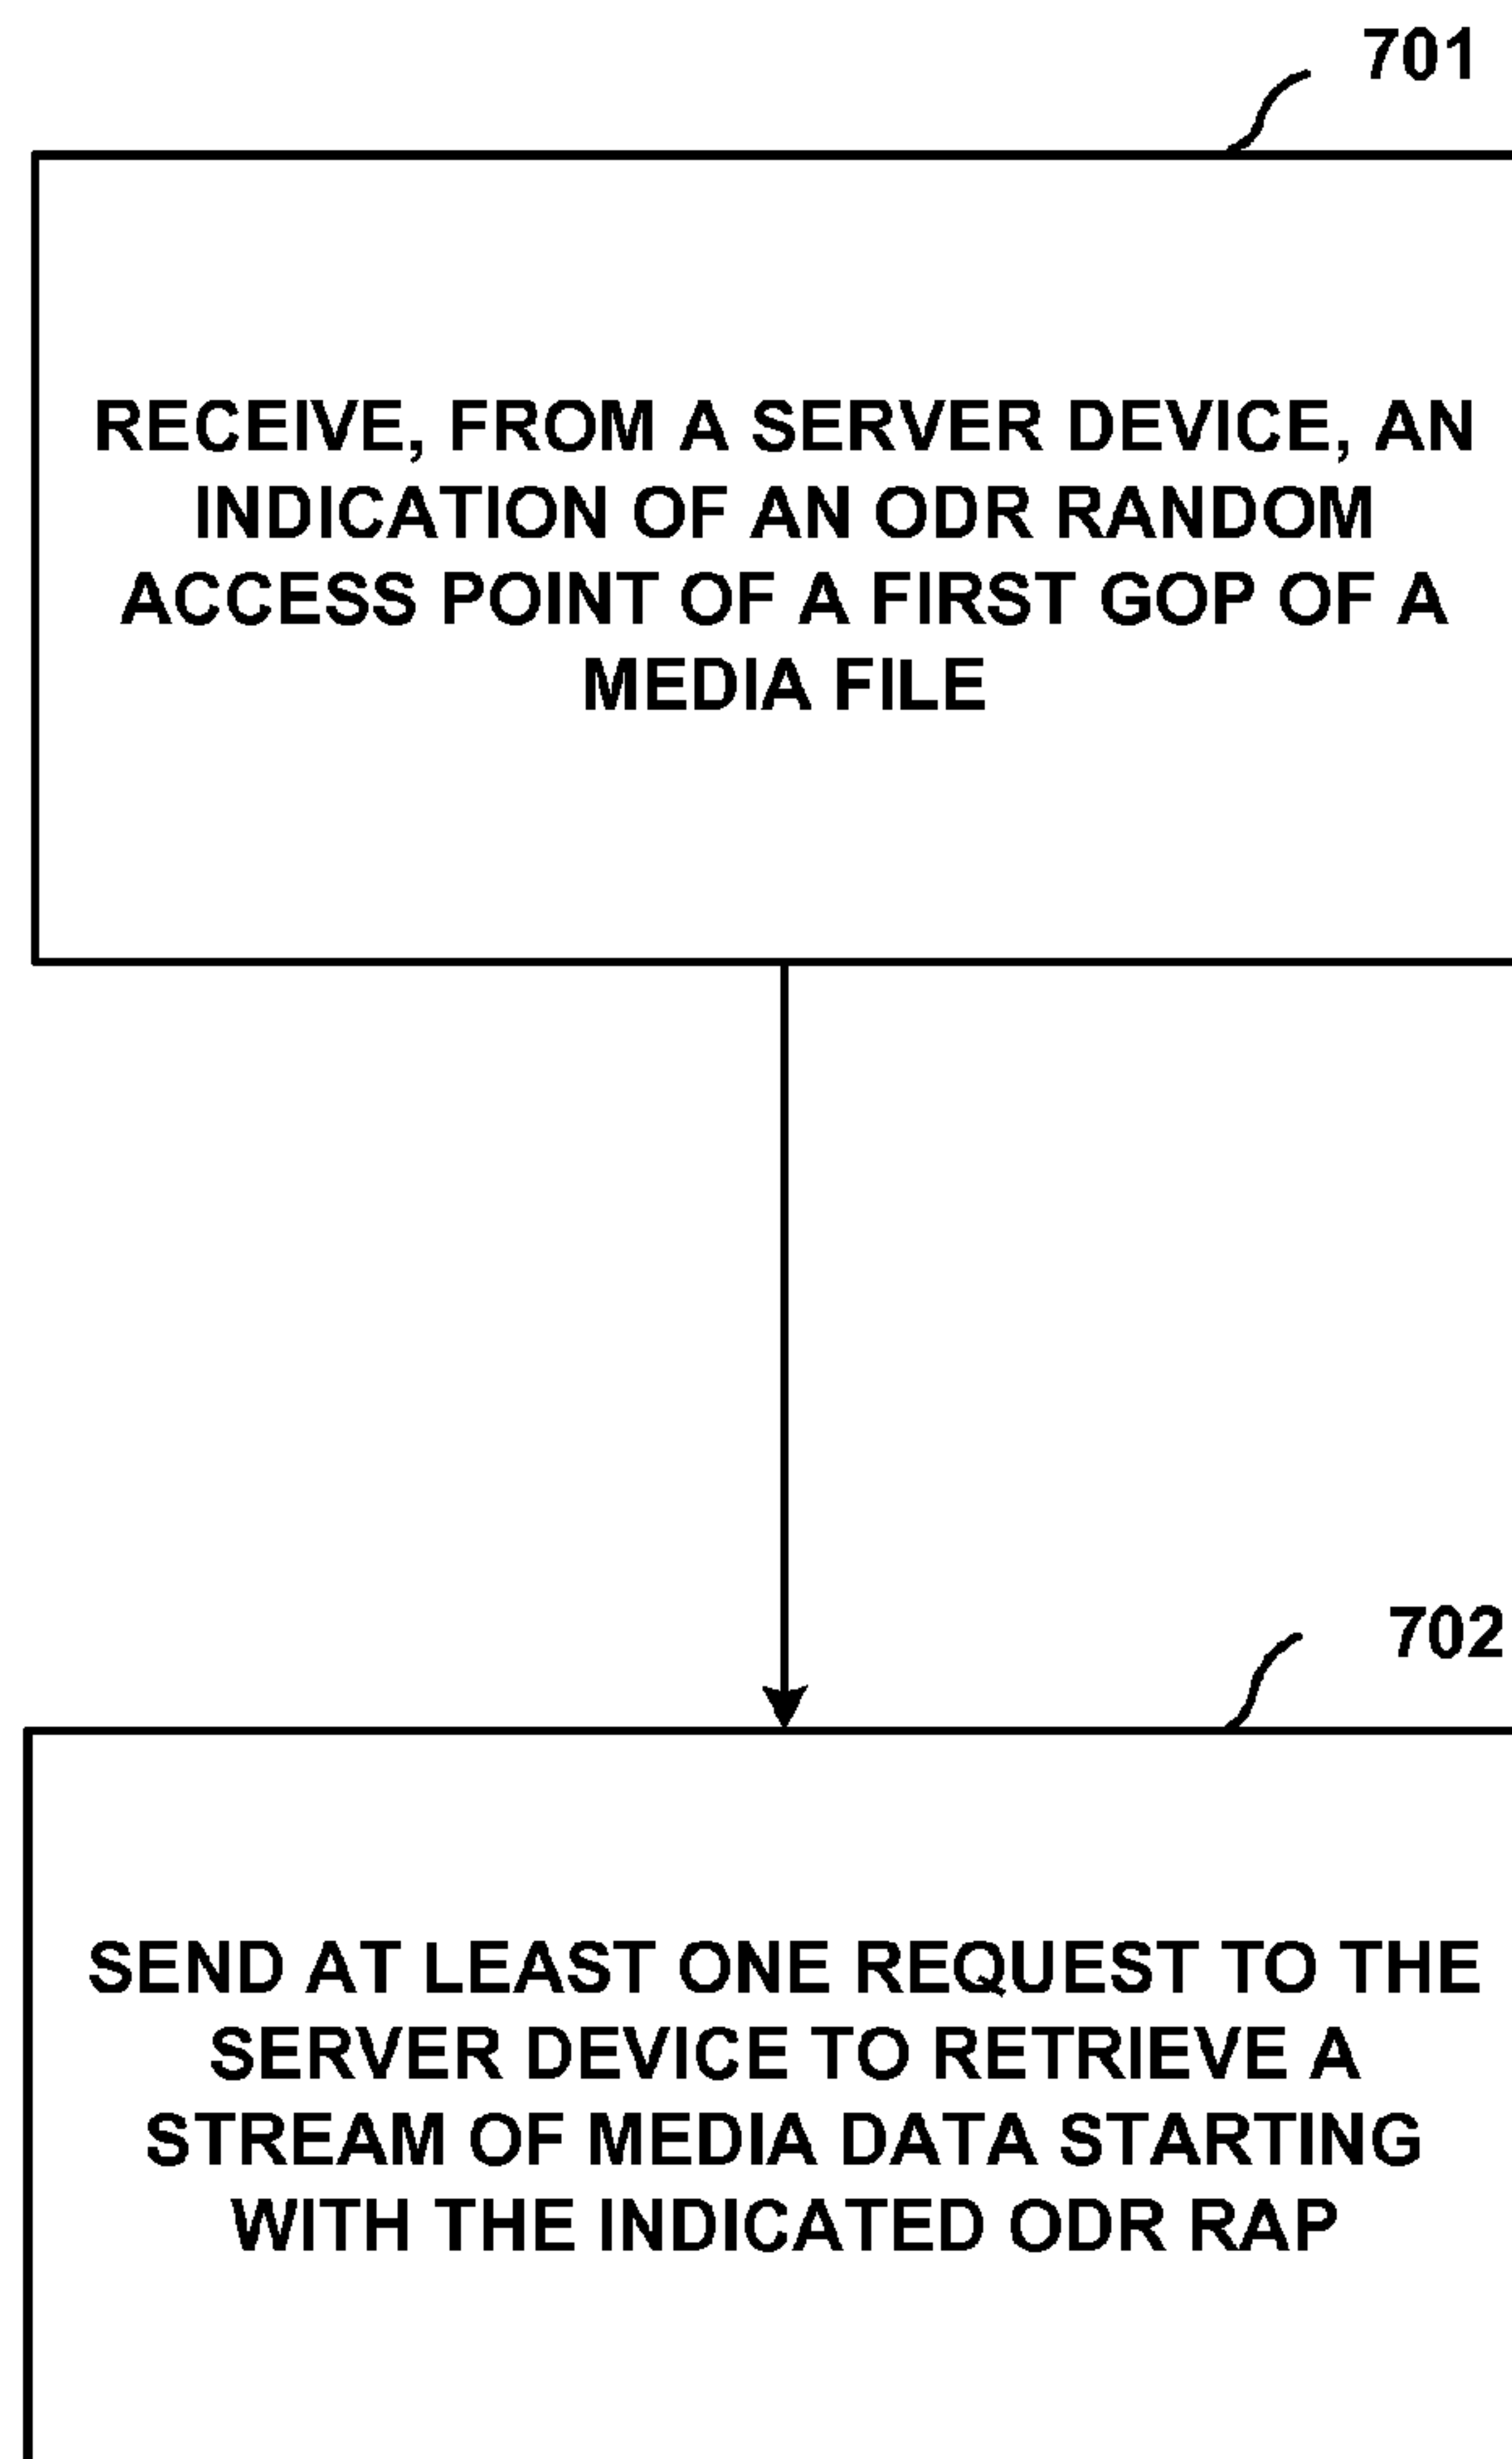 701
RECEIVE, FROM A SERVER DEVICE, AN
INDICATION OF AN ODR RANDOM
ACCESS POINT OF A FIRST GOP OF A
MEDIA FILE
702
SEND AT LEAST ONE REQUEST TO THE
SERVER DEVICE TO RETRIEVE A
STREAM OF MEDIA DATA STARTING
WITH THE INDICATED ODR RAP